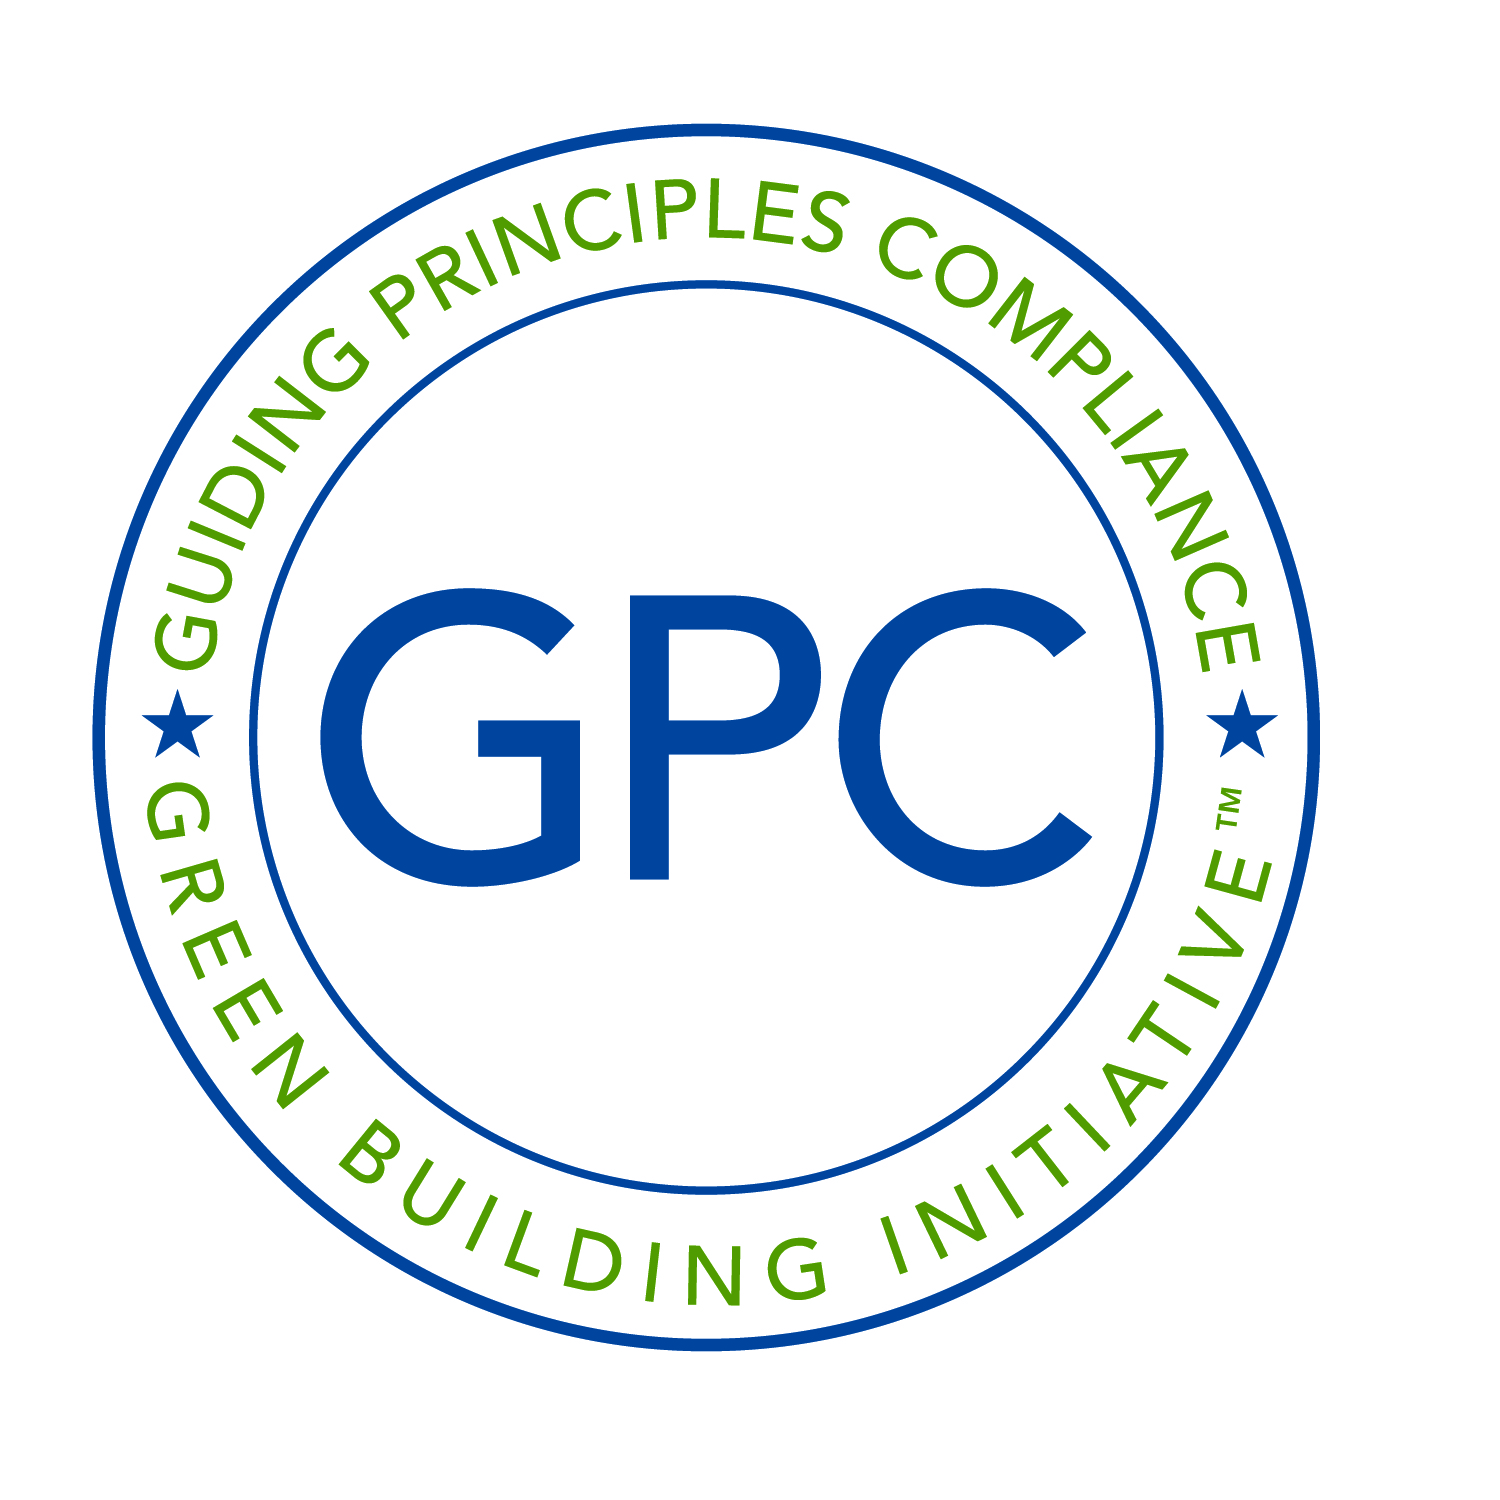 GUIDING PRINCIPLES COMPLIANCE
GPC
GREEN BUILDING INITIATIVE™